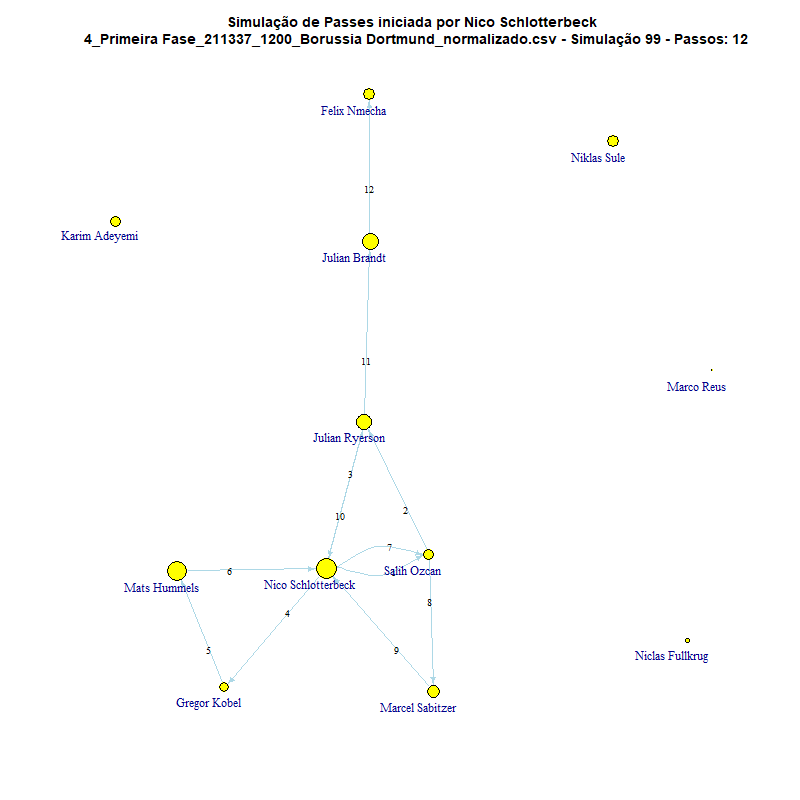 Simulação de Passes iniciada por Nico Schlotterbeck
4_Primeira Fase_211337_1200_Borussia Dortmund_normalizado.csv - Simulação 99 - Passos: 12
Felix Nmecha
Niklas Sule
12
Karim Adeyemi
Julian Brandt
11
Marco Reus
Julian Ryerson
3
2
10
7
Salih Ozcan
6
Mats Hummels
Nico Schlotterbeck
8
4
5
9
Niclas Fullkrug
Gregor Kobel
Marcel Sabitzer